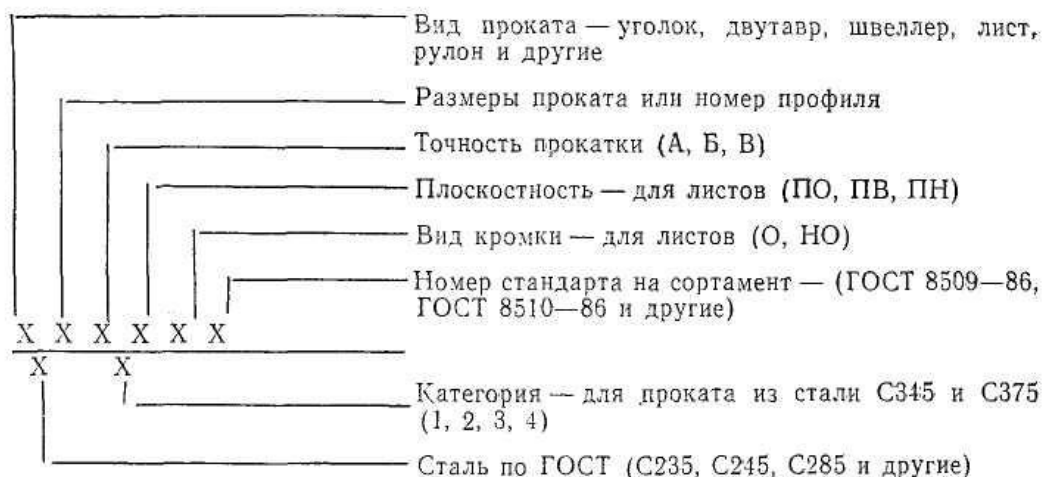 Вид проката — уголок, двутавр, швеллер, лист,
рулон и другие
Размеры проката или номер профиля
Точность прокатки (А, Б, В)
Плоскостность — для листов (ПО, ПВ, ПН)
Вид кромки — для листов (О, НО)
Номер стандарта на сортамент — (ГОСТ 8509—86,
ГОСТ 8510—86 и другие)
Х Х Х Х Х Х
Х Х
Категория — для проката из стали С345 и С375
(1, 2, 3, 4)
Сталь по ГОСТ (С235, С245, С285 и другие)